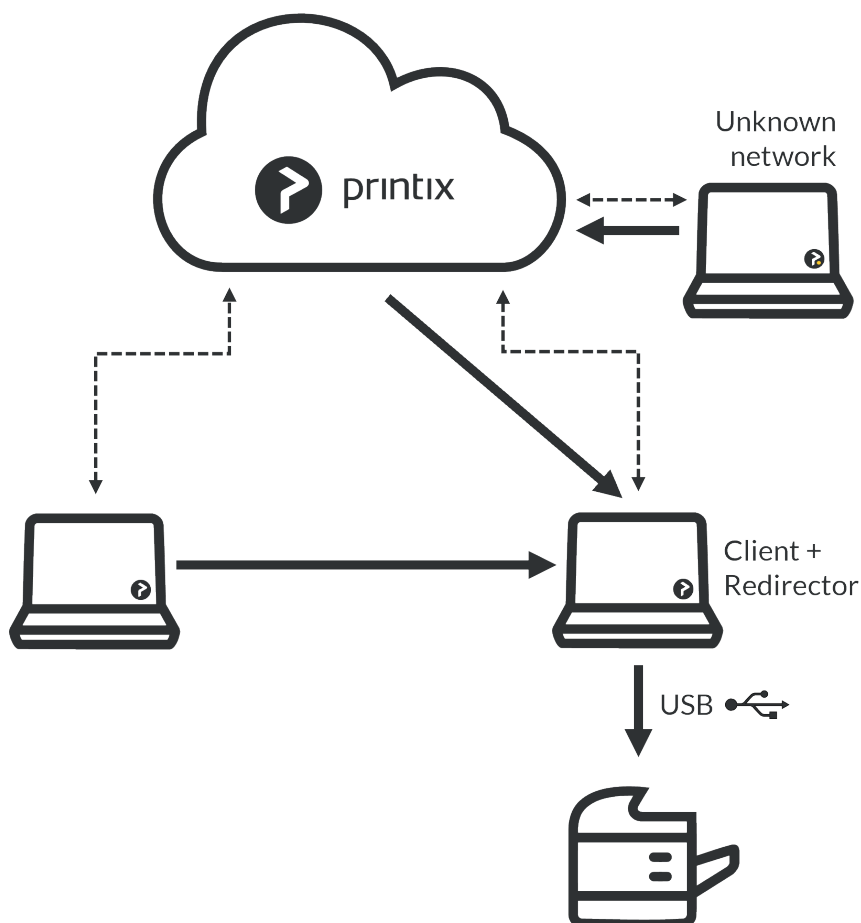 Unknown
network
printix
Client +
Redirector
USB